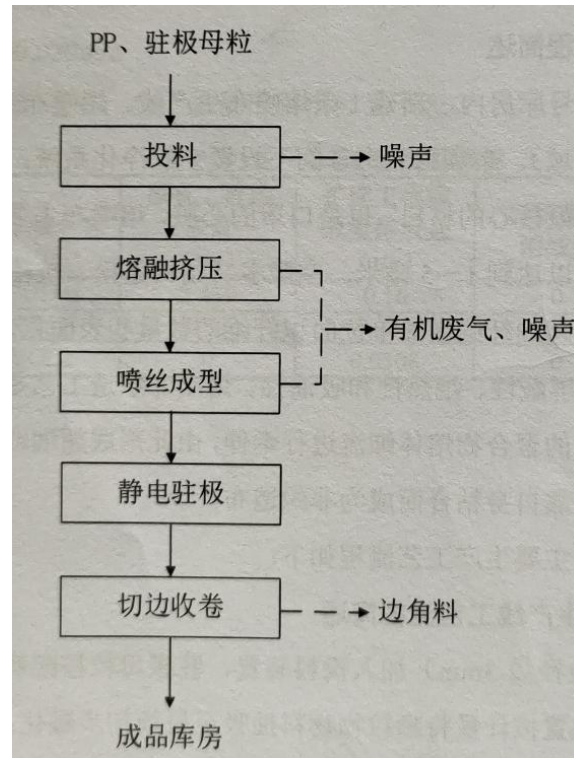 PP、驻极母粒
投料
噪声
熔融挤压
有机废气、噪声
喷丝成型
静电驻极
切边收卷
边角料
成品库房